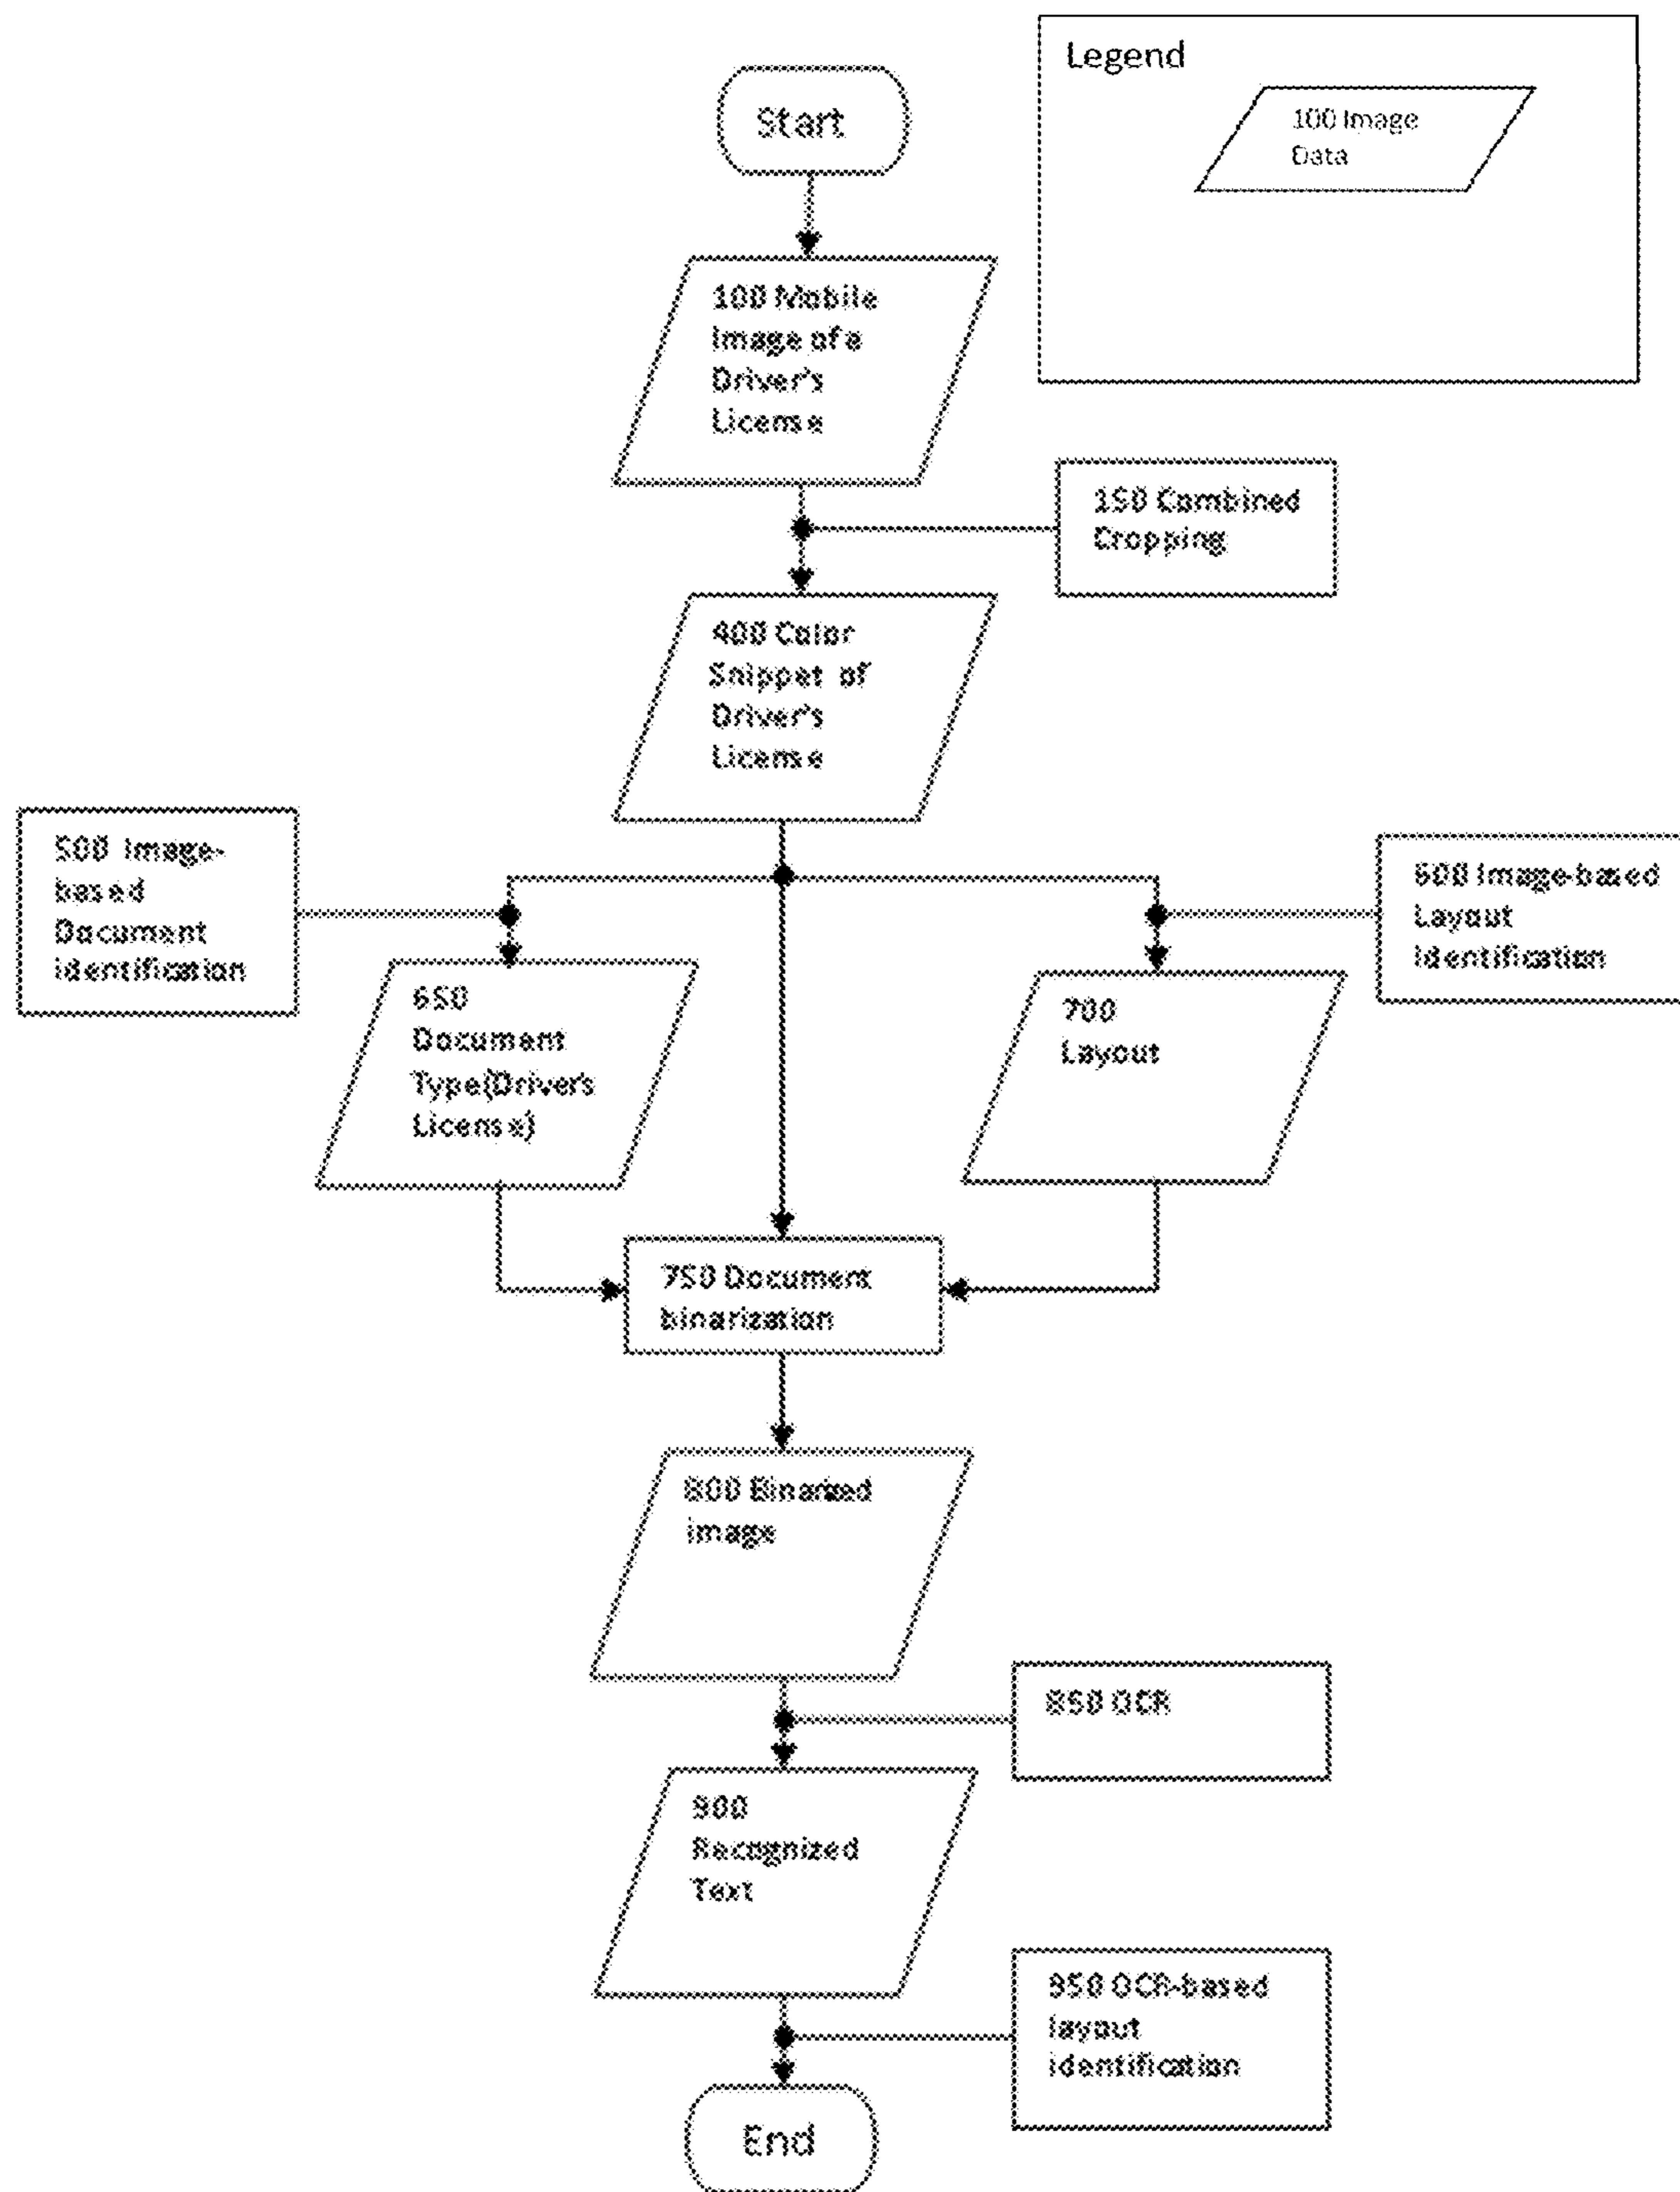 Legend
100 Image
Data
Start
100 Mobile
Image of a
Driver's
License
150 Combined
Cropping
400 Color
Snippet of
Driver's
License
500 Image-
based
Document
identification
600 Image-based
Layout
Identification
650
Document
Type(Driver's
License)
700
Layout
750 Document
binarization
800 Binarized
image
850 OCR
900
Recognized
Text
950 OCR-based
layout
identification
End